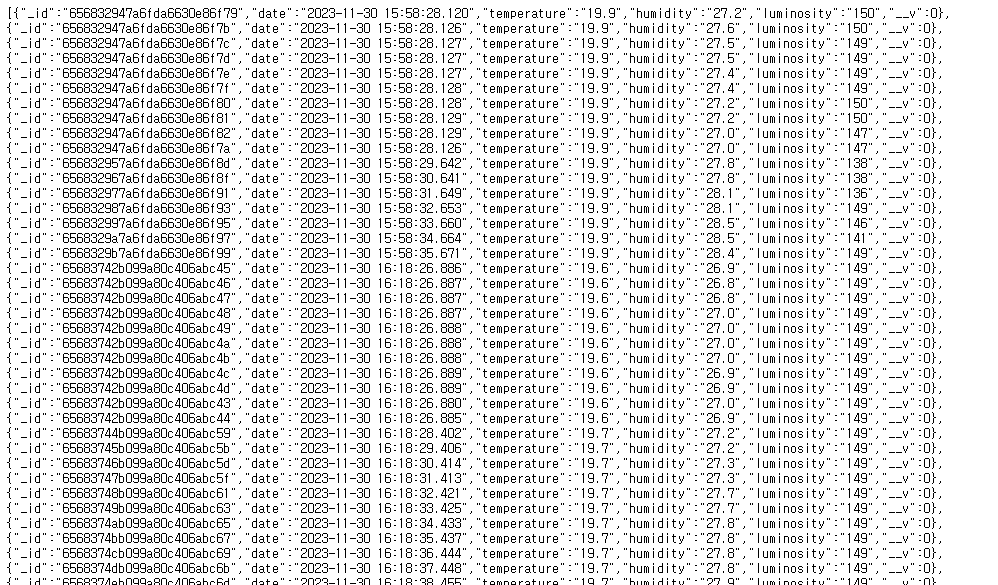 [{"_id":"656832947a6fda6630e86f79","date":"2023-11-30 15:58:28.120","temperature":"19.9","humidity":"27.2","luminosity":"150","__v":0},
{"_id":"656832947a6fda6630e86f7b","date":"2023-11-30 15:58:28.126","temperature":"19.9","humidity":"27.6","luminosity":"150","__v":0},
{"_id":"656832947a6fda6630e86f7c","date":"2023-11-30 15:58:28.127","temperature":"19.9","humidity":"27.5","luminosity":"149","__v":0},
{"_id":"656832947a6fda6630e86f7d","date":"2023-11-30 15:58:28.127","temperature":"19.9","humidity":"27.5","luminosity":"149","__v":0},
{"_id":"656832947a6fda6630e86f7e","date":"2023-11-30 15:58:28.127","temperature":"19.9","humidity":"27.4","luminosity":"149","__v":0},
{"_id":"656832947a6fda6630e86f7f","date":"2023-11-30 15:58:28.128","temperature":"19.9","humidity":"27.4","luminosity":"149","__v":0},
{"_id":"656832947a6fda6630e86f80","date":"2023-11-30 15:58:28.128","temperature":"19.9","humidity":"27.2","luminosity":"150","__v":0},
{"_id":"656832947a6fda6630e86f81","date":"2023-11-30 15:58:28.129","temperature":"19.9","humidity":"27.2","luminosity":"150","__v":0},
{"_id":"656832947a6fda6630e86f82","date":"2023-11-30 15:58:28.129","temperature":"19.9","humidity":"27.0","luminosity":"147","__v":0},
{"_id":"656832947a6fda6630e86f7a","date":"2023-11-30 15:58:28.126","temperature":"19.9","humidity":"27.0","luminosity":"147","__v":0},
{"_id":"656832957a6fda6630e86f8d","date":"2023-11-30 15:58:29.642","temperature":"19.9","humidity":"27.8","luminosity":"138","__v":0},
{"_id":"656832967a6fda6630e86f8f","date":"2023-11-30 15:58:30.641","temperature":"19.9","humidity":"27.8","luminosity":"138","__v":0},
{"_id":"656832977a6fda6630e86f91","date":"2023-11-30 15:58:31.649","temperature":"19.9","humidity":"28.1","luminosity":"136","__v":0},
{"_id":"656832987a6fda6630e86f93","date":"2023-11-30 15:58:32.653","temperature":"19.9","humidity":"28.1","luminosity":"149","__v":0},
{"_id":"656832997a6fda6630e86f95","date":"2023-11-30 15:58:33.660","temperature":"19.9","humidity":"28.5","luminosity":"146","__v":0},
{"_id":"6568329a7a6fda6630e86f97","date":"2023-11-30 15:58:34.664","temperature":"19.9","humidity":"28.5","luminosity":"141","__v":0},
{"_id":"6568329b7a6fda6630e86f99","date":"2023-11-30 15:58:35.671","temperature":"19.9","humidity":"28.4","luminosity":"149","__v":0},
{"_id":"65683742b099a80c406abc45","date":"2023-11-30 16:18:26.886","temperature":"19.6","humidity":"26.9","luminosity":"149","__v":0},
{"_id":"65683742b099a80c406abc46","date":"2023-11-30 16:18:26.887","temperature":"19.6","humidity":"26.8","luminosity":"149","__v":0},
{"_id":"65683742b099a80c406abc47","date":"2023-11-30 16:18:26.887","temperature":"19.6","humidity":"26.8","luminosity":"149","__v":0},
{"_id":"65683742b099a80c406abc48","date":"2023-11-30 16:18:26.887","temperature":"19.6","humidity":"27.0","luminosity":"149","__v":0},
{"_id":"65683742b099a80c406abc49","date":"2023-11-30 16:18:26.888","temperature":"19.6","humidity":"27.0","luminosity":"149","__v":0},
{"_id":"65683742b099a80c406abc4a","date":"2023-11-30 16:18:26.888","temperature":"19.6","humidity":"27.0","luminosity":"149","__v":0},
{"_id":"65683742b099a80c406abc4b","date":"2023-11-30 16:18:26.888","temperature":"19.6","humidity":"27.0","luminosity":"149","__v":0},
{"_id":"65683742b099a80c406abc4c","date":"2023-11-30 16:18:26.889","temperature":"19.6","humidity":"26.9","luminosity":"149","__v":0},
{"_id":"65683742b099a80c406abc4d","date":"2023-11-30 16:18:26.889","temperature":"19.6","humidity":"26.9","luminosity":"149","__v":0},
{"_id":"65683742b099a80c406abc43","date":"2023-11-30 16:18:26.880","temperature":"19.6","humidity":"27.0","luminosity":"149","__v":0},
{"_id":"65683742b099a80c406abc44","date":"2023-11-30 16:18:26.885","temperature":"19.6","humidity":"26.9","luminosity":"149","__v":0},
{"_id":"65683744b099a80c406abc59","date":"2023-11-30 16:18:28.402","temperature":"19.7","humidity":"27.2","luminosity":"149","__v":0},
{"_id":"65683745b099a80c406abc5b","date":"2023-11-30 16:18:29.406","temperature":"19.7","humidity":"27.2","luminosity":"149","__v":0},
{"_id":"65683746b099a80c406abc5d","date":"2023-11-30 16:18:30.414","temperature":"19.7","humidity":"27.3","luminosity":"149","__v":0},
{"_id":"65683747b099a80c406abc5f","date":"2023-11-30 16:18:31.413","temperature":"19.7","humidity":"27.3","luminosity":"149","__v":0},
{"_id":"65683748b099a80c406abc61","date":"2023-11-30 16:18:32.421","temperature":"19.7","humidity":"27.7","luminosity":"149","__v":0},
{"_id":"65683749b099a80c406abc63","date":"2023-11-30 16:18:33.425","temperature":"19.7","humidity":"27.7","luminosity":"149","__v":0},
{"_id":"6568374ab099a80c406abc65","date":"2023-11-30 16:18:34.433","temperature":"19.7","humidity":"27.8","luminosity":"149","__v":0},
{"_id":"6568374bb099a80c406abc67","date":"2023-11-30 16:18:35.437","temperature":"19.7","humidity":"27.8","luminosity":"149","__v":0},
{"_id":"6568374cb099a80c406abc69","date":"2023-11-30 16:18:36.444","temperature":"19.7","humidity":"27.8","luminosity":"149","__v":0},
{"_id":"6568374db099a80c406abc6b","date":"2023-11-30 16:18:37.448","temperature":"19.7","humidity":"27.8","luminosity":"149","__v":0},
{"_id":"6568374eb099a80c406abc6d","date":"2023-11-30 16:18:38.455","temperature":"19.7","humidity":"27.9","luminosity":"149","__v":0},